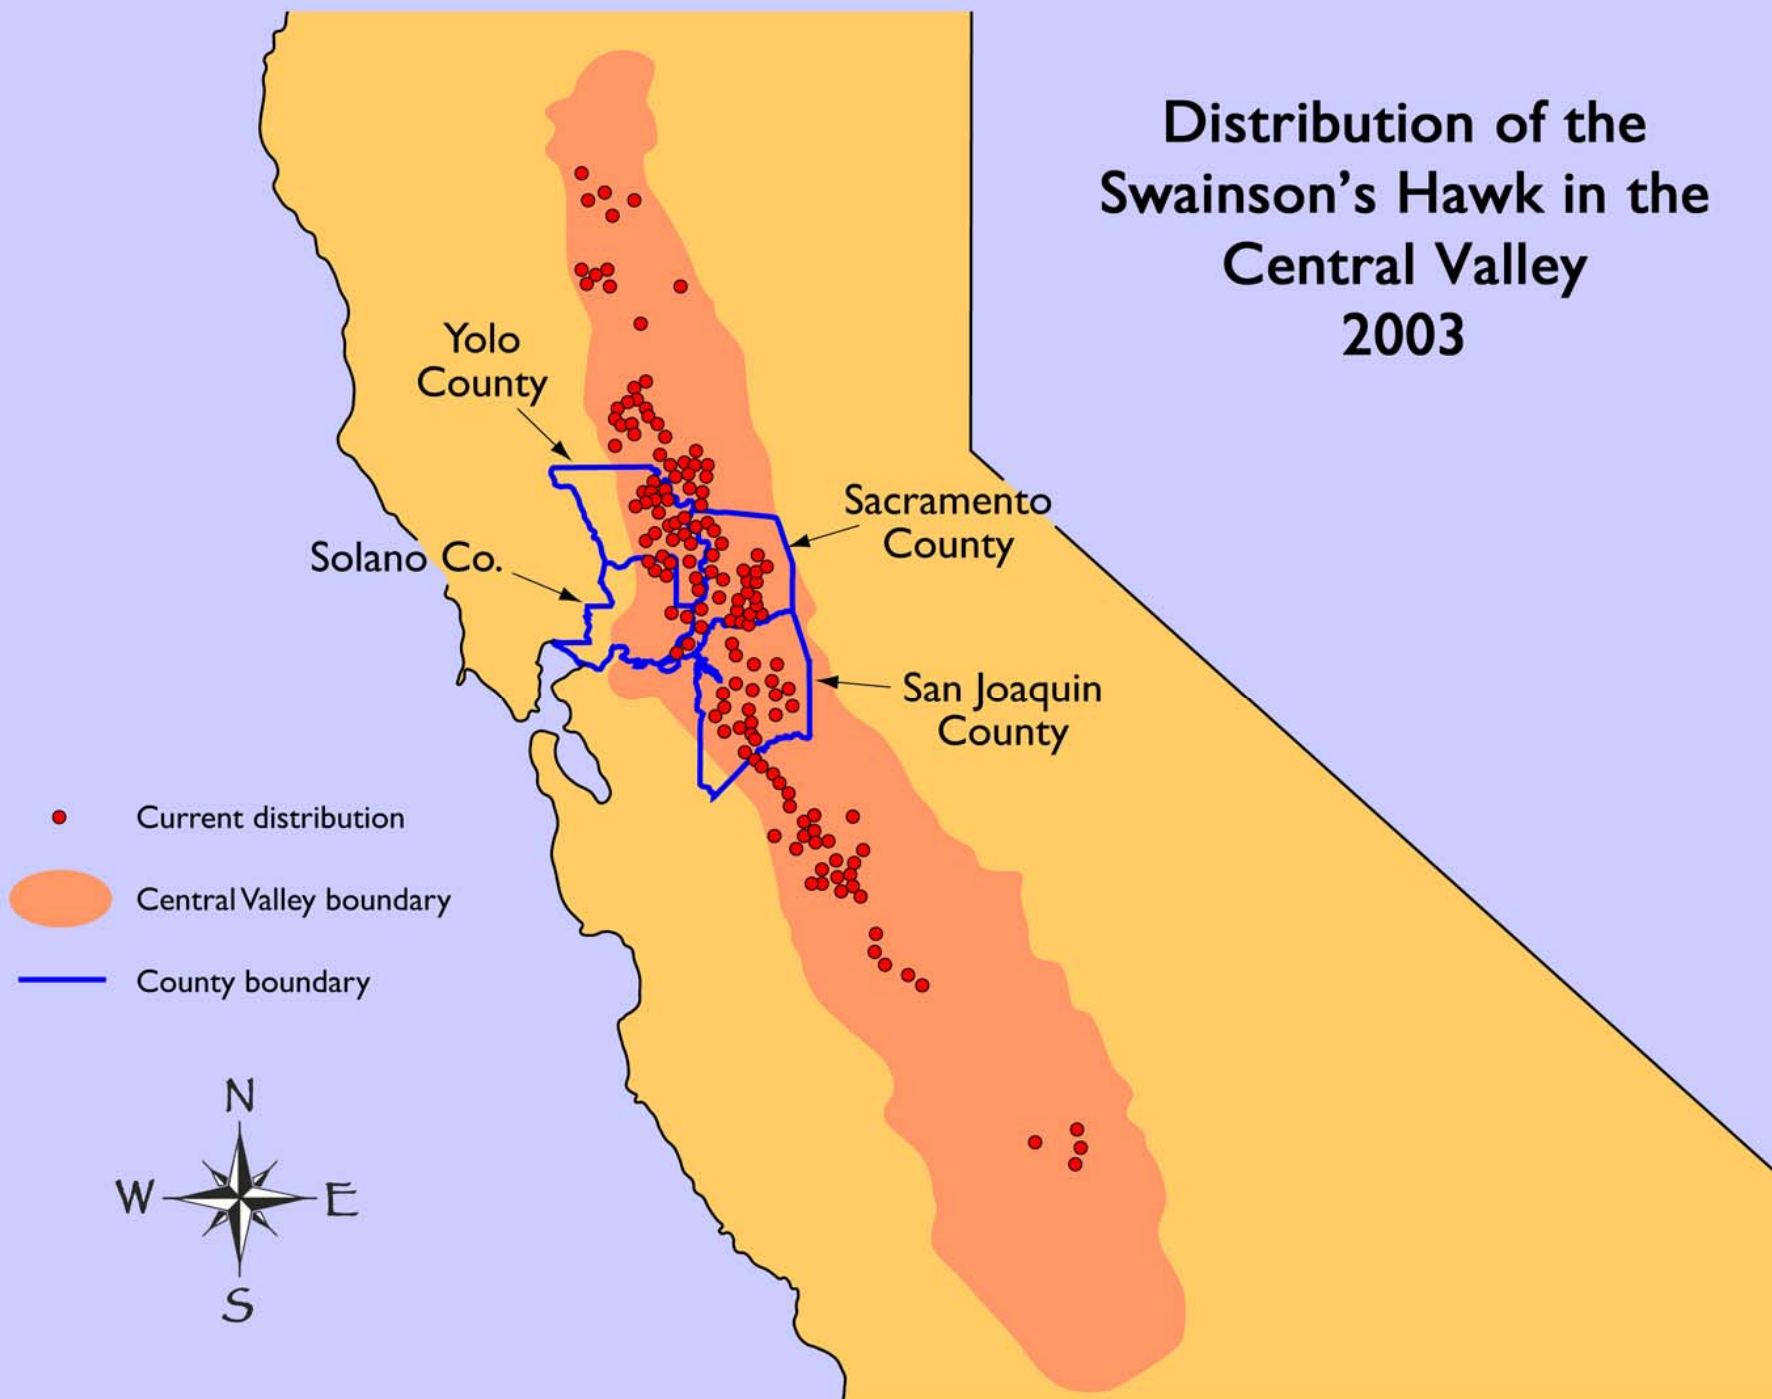 Distribution of the
Swainson's Hawk in the
Central Valley
2003
Yolo
County
Sacramento
County
Solano Co.
San Joaquin
County
Current distribution
Central Valley boundary
County boundary
N
W
E
S